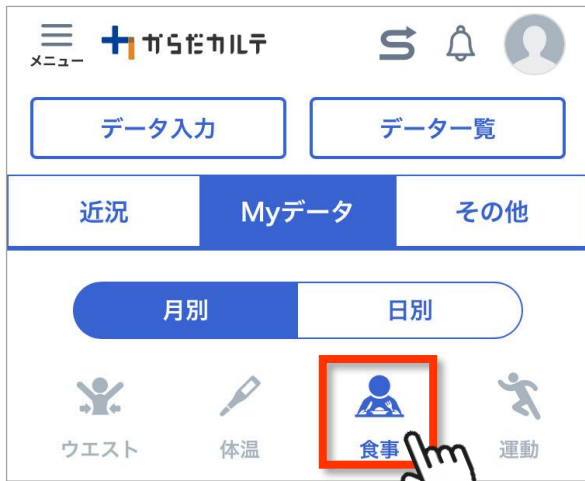 からだカルテ
メニュー
データ入力 データ一覧
近況 Myデータ その他
月別 日別
ウエスト 体温 食事 運動